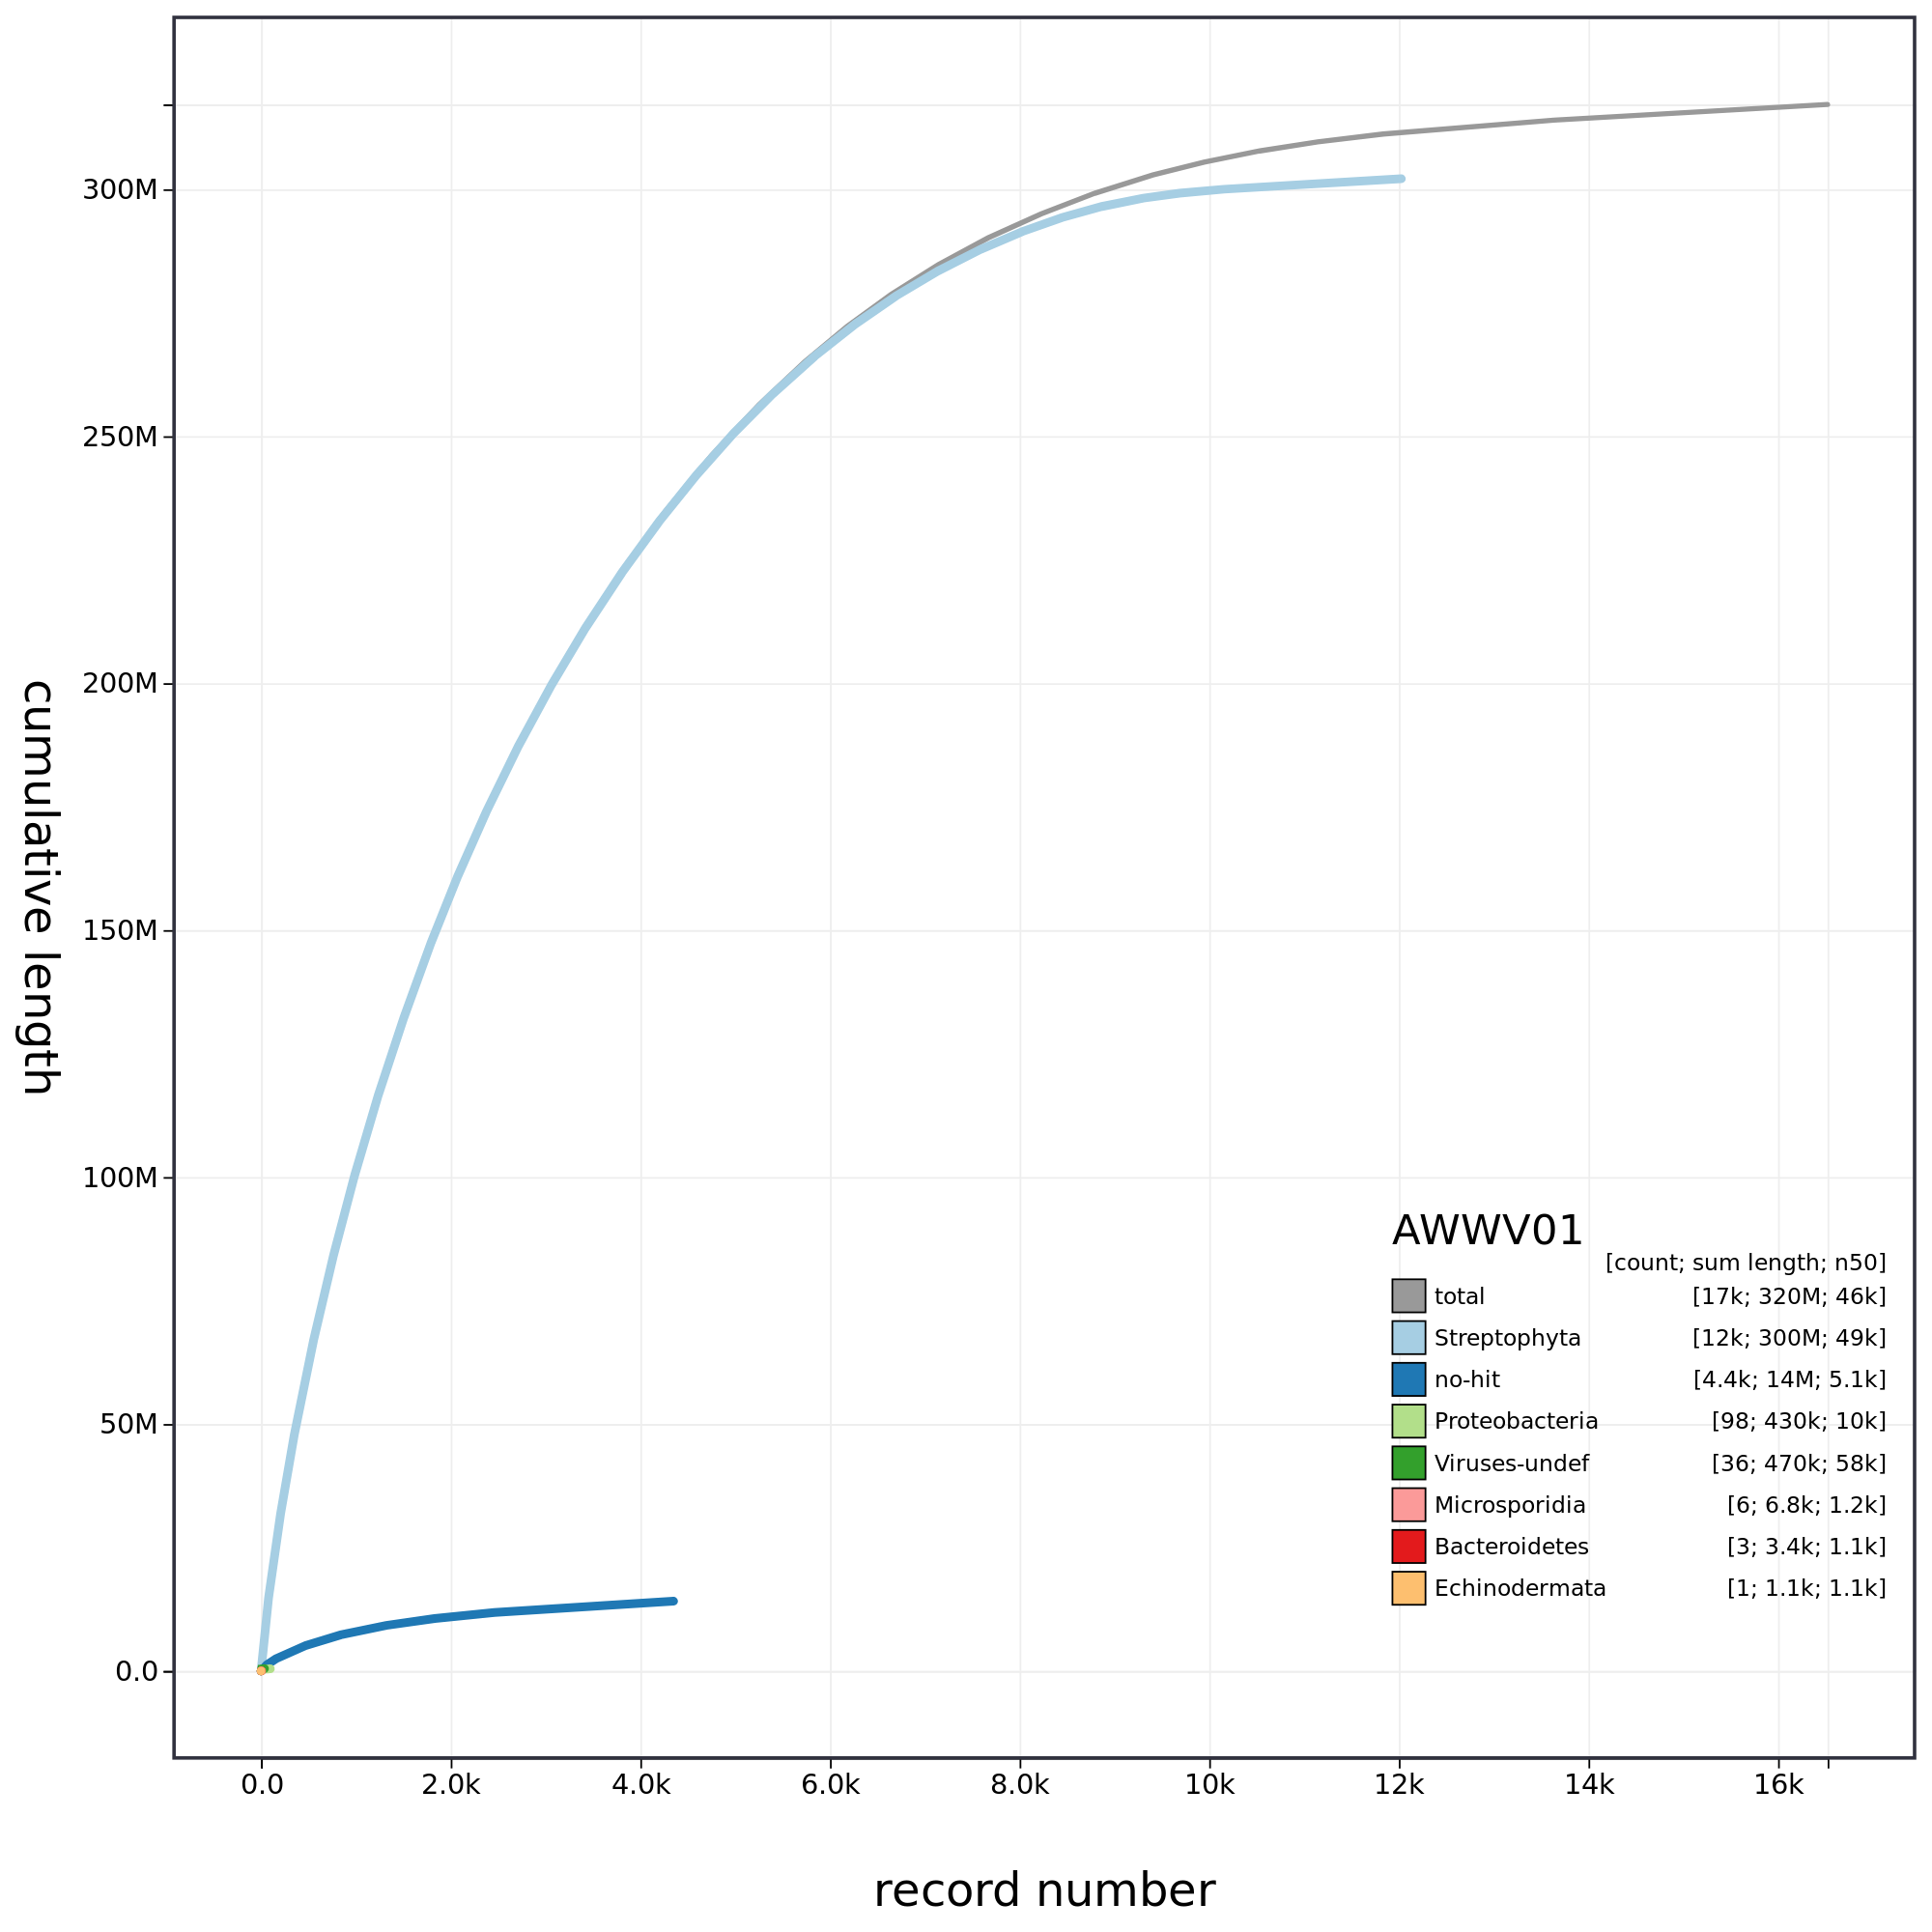 cumulative length
300M
250M
200M
150M
100M
50M
0.0
AWWV01
[count; sum length; n50]
total [17k; 320M; 46k]
Streptophyta [12k; 300M; 49k]
no-hit [4.4k; 14M; 5.1k]
Proteobacteria [98; 430k; 10k]
Viruses-undef [36; 470k; 58k]
Microsporidia [6; 6.8k; 1.2k]
Bacteroidetes [3; 3.4k; 1.1k]
Echinodermata [1; 1.1k; 1.1k]
0.0 2.0k 4.0k 6.0k 8.0k 10k 12k 14k 16k
record number